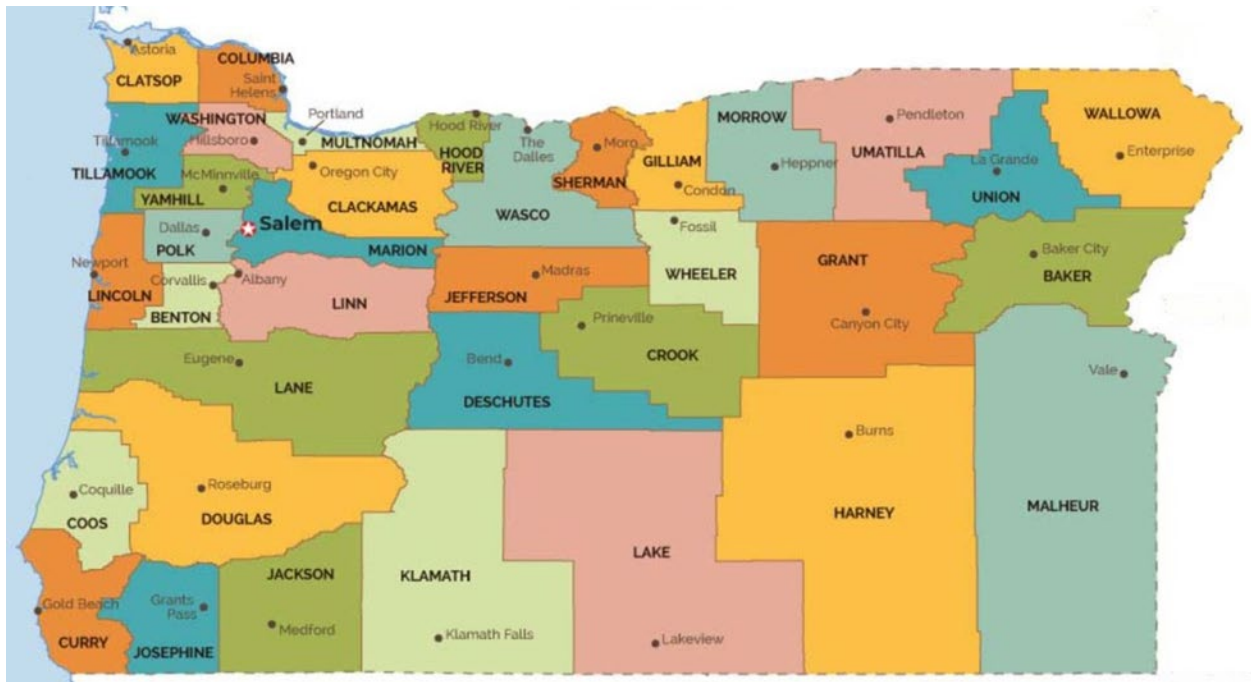 Astoria
CLATSOP
COLUMBIA
Saint
Helens
WASHINGTON
Portland
Tillamook
Hillsboro
MULTNOMAH
Hood River
HOOD
RIVER
The
Dalles
Moro
SHERMAN
GILLIAM
Condon
MORROW
Heppner
Pendleton
UMATILLA
WALLOWA
Enterprise
La Grande
UNION
TILLAMOOK
McMinnville
YAMHILL
Oregon City
CLACKAMAS
WASCO
Salem
Dallas
POLK
MARION
Fossil
WHEELER
GRANT
Canyon City
Baker City
BAKER
Newport
LINCOLN
Corvallis
BENTON
Albany
LINN
Madras
JEFFERSON
Prineville
CROOK
Eugene
LANE
Bend
DESCHUTES
Vale
Burns
HARNEY
MALHEUR
Coquille
COOS
Roseburg
DOUGLAS
LAKE
Lakeview
KLAMATH
Klamath Falls
JACKSON
Medford
Gold Beach
CURRY
Grants
Pass
JOSEPHINE